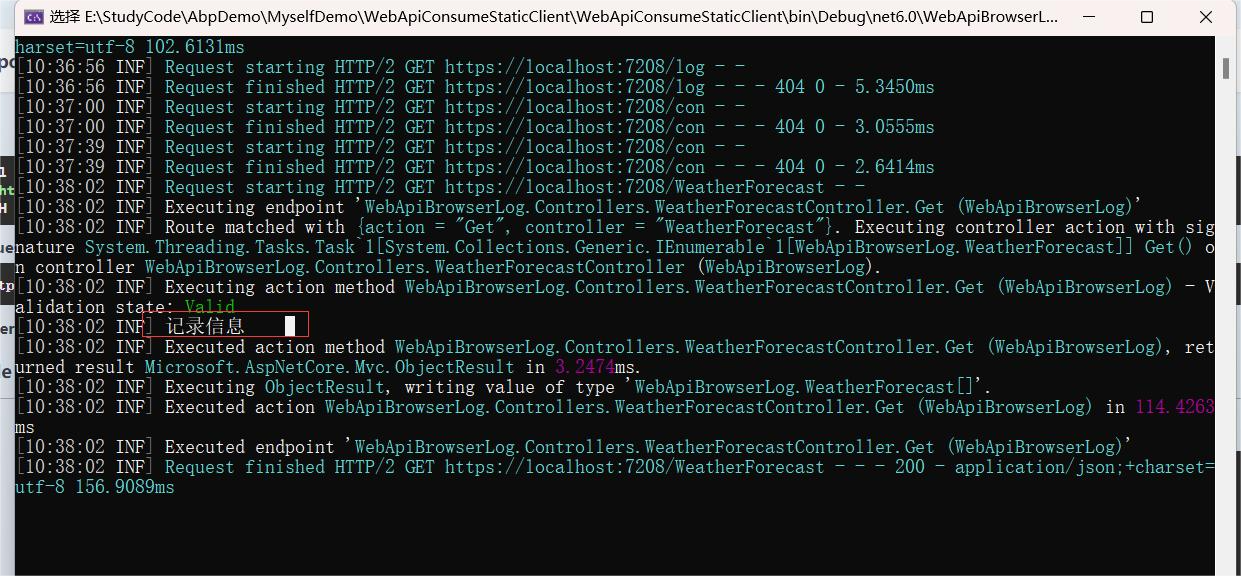 选择 E:\StudyCode\AbpDemo\MyselfDemo\WebApiConsumeStaticClient\WebApiConsumeStaticClient\bin\Debug\net6.0\WebApiBrowserL...
harset=utf-8 102.6131ms
[10:36:56 INF] Request starting HTTP/2 GET https://localhost:7208/log - -
[10:36:56 INF] Request finished HTTP/2 GET https://localhost:7208/log - - - 404 0 - 5.3450ms
[10:37:00 INF] Request starting HTTP/2 GET https://localhost:7208/con - -
[10:37:00 INF] Request finished HTTP/2 GET https://localhost:7208/con - - - 404 0 - 3.0555ms
[10:37:39 INF] Request starting HTTP/2 GET https://localhost:7208/con - -
[10:37:39 INF] Request finished HTTP/2 GET https://localhost:7208/con - - - 404 0 - 2.6414ms
[10:38:02 INF] Request starting HTTP/2 GET https://localhost:7208/WeatherForecast - -
[10:38:02 INF] Executing endpoint 'WebApiBrowserLog.Controllers.WeatherForecastController.Get (WebApiBrowserLog)'
[10:38:02 INF] Route matched with {action = "Get", controller = "WeatherForecast"}. Executing controller action with sig
nature System.Threading.Tasks.Task`1[System.Collections.Generic.IEnumerable`1[WebApiBrowserLog.WeatherForecast]] Get() o
n controller WebApiBrowserLog.Controllers.WeatherForecastController (WebApiBrowserLog).
[10:38:02 INF] Executing action method WebApiBrowserLog.Controllers.WeatherForecastController.Get (WebApiBrowserLog) - V
alidation state: Valid
[10:38:02 INF] 记录信息
[10:38:02 INF] Executed action method WebApiBrowserLog.Controllers.WeatherForecastController.Get (WebApiBrowserLog), ret
urned result Microsoft.AspNetCore.Mvc.ObjectResult in 3.2474ms.
[10:38:02 INF] Executing ObjectResult, writing value of type 'WebApiBrowserLog.WeatherForecast[]'.
[10:38:02 INF] Executed action WebApiBrowserLog.Controllers.WeatherForecastController.Get (WebApiBrowserLog) in 114.4263
ms
[10:38:02 INF] Executed endpoint 'WebApiBrowserLog.Controllers.WeatherForecastController.Get (WebApiBrowserLog)'
[10:38:02 INF] Request finished HTTP/2 GET https://localhost:7208/WeatherForecast - - - 200 - application/json;+charset=
utf-8 156.9089ms